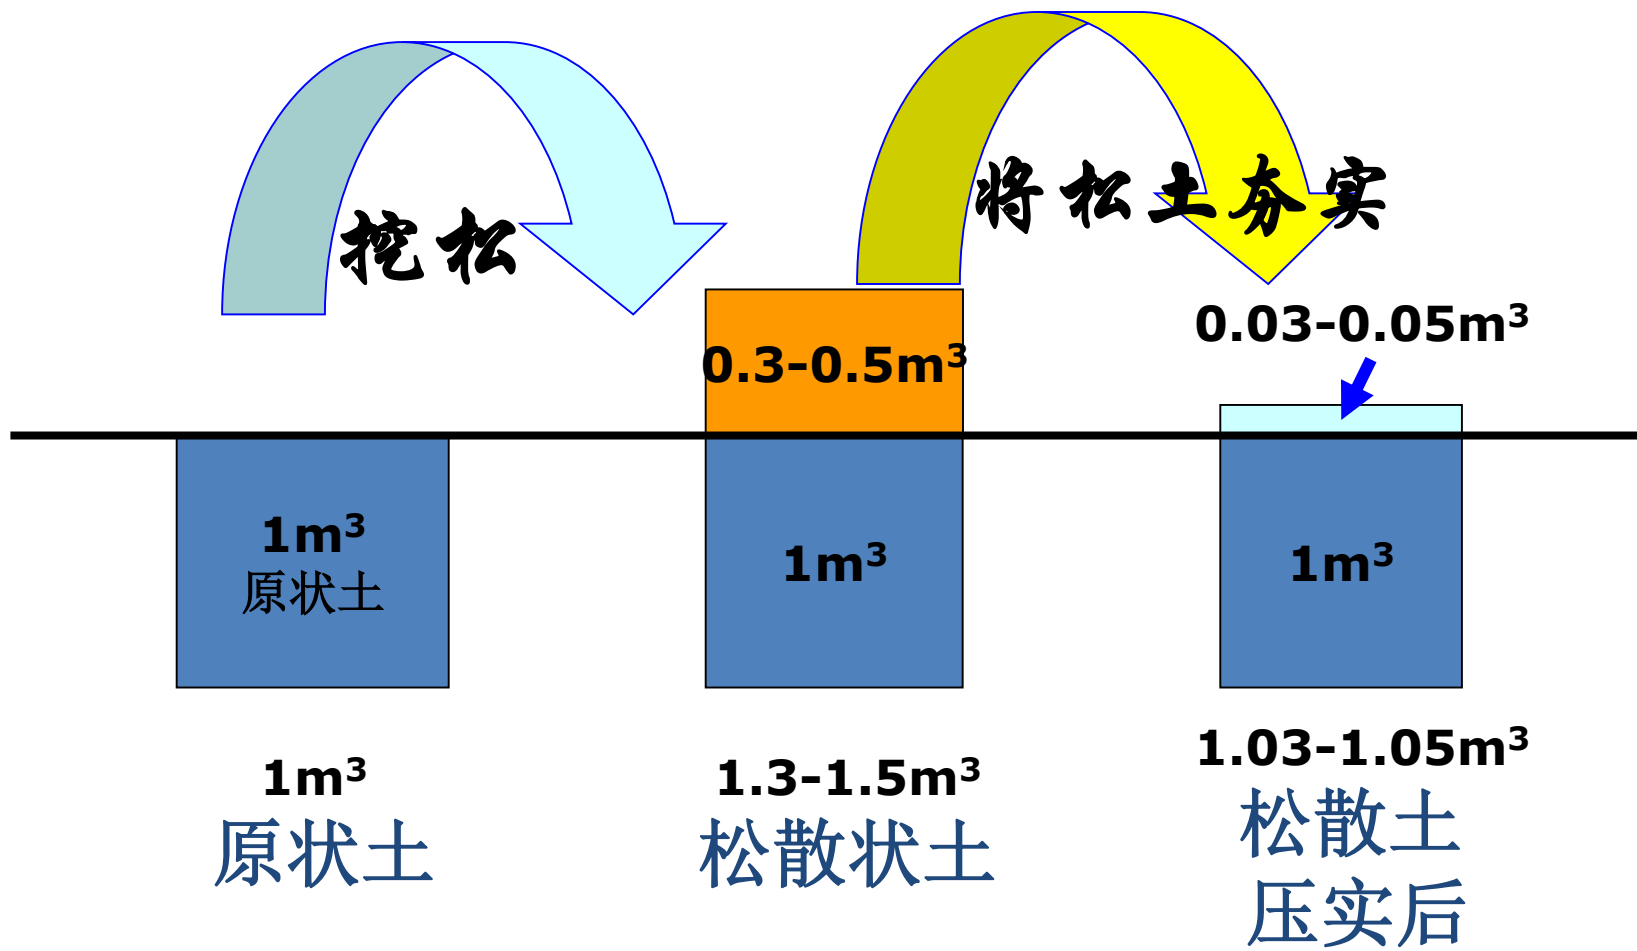 挖松
将松土夯实
0.3-0.5m³
0.03-0.05m³
1m³
原状土
1m³
1m³
1m³
原状土
1.3-1.5m³
松散状土
1.03-1.05m³
松散土
压实后